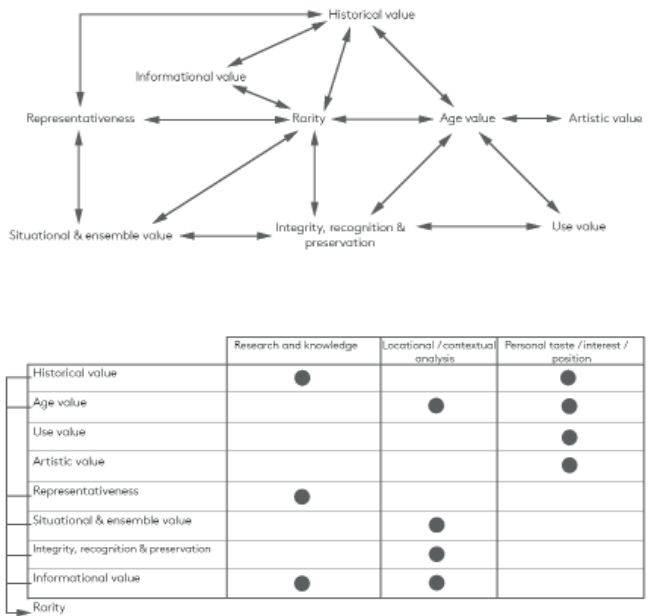 Historical value
Informational value
Representativeness
Rarity
Age value
Artistic value
Situational & ensemble value
Integrity, recognition &
preservation
Use value
Research and knowledge
Locational / contextual
analysis
Personal taste / interest /
position
Historical value
Age value
Use value
Artistic value
Representativeness
Situational & ensemble value
Integrity, recognition & preservation
Informational value
Rarity